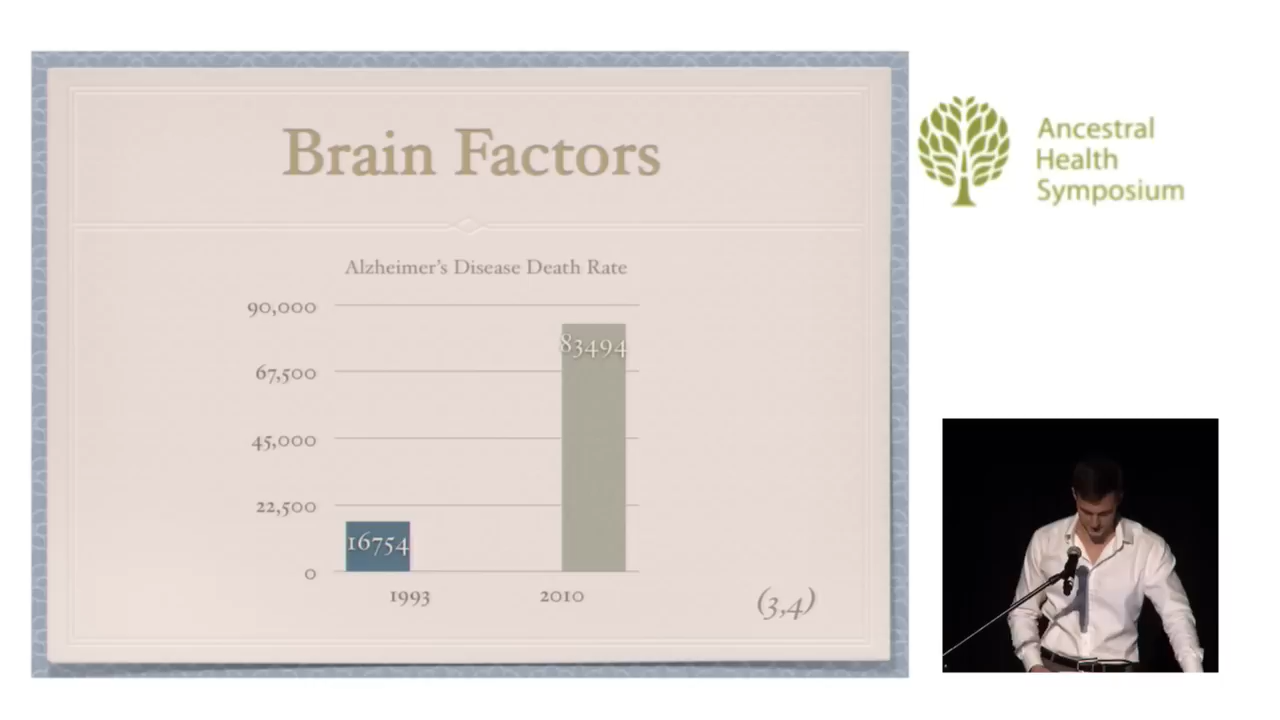 Brain Factors
Alzheimer's Disease Death Rate
90,000
67,500
45,000
22,500
0
83494
16754
1993
2010
(3,4)
Ancestral
Health
Symposium